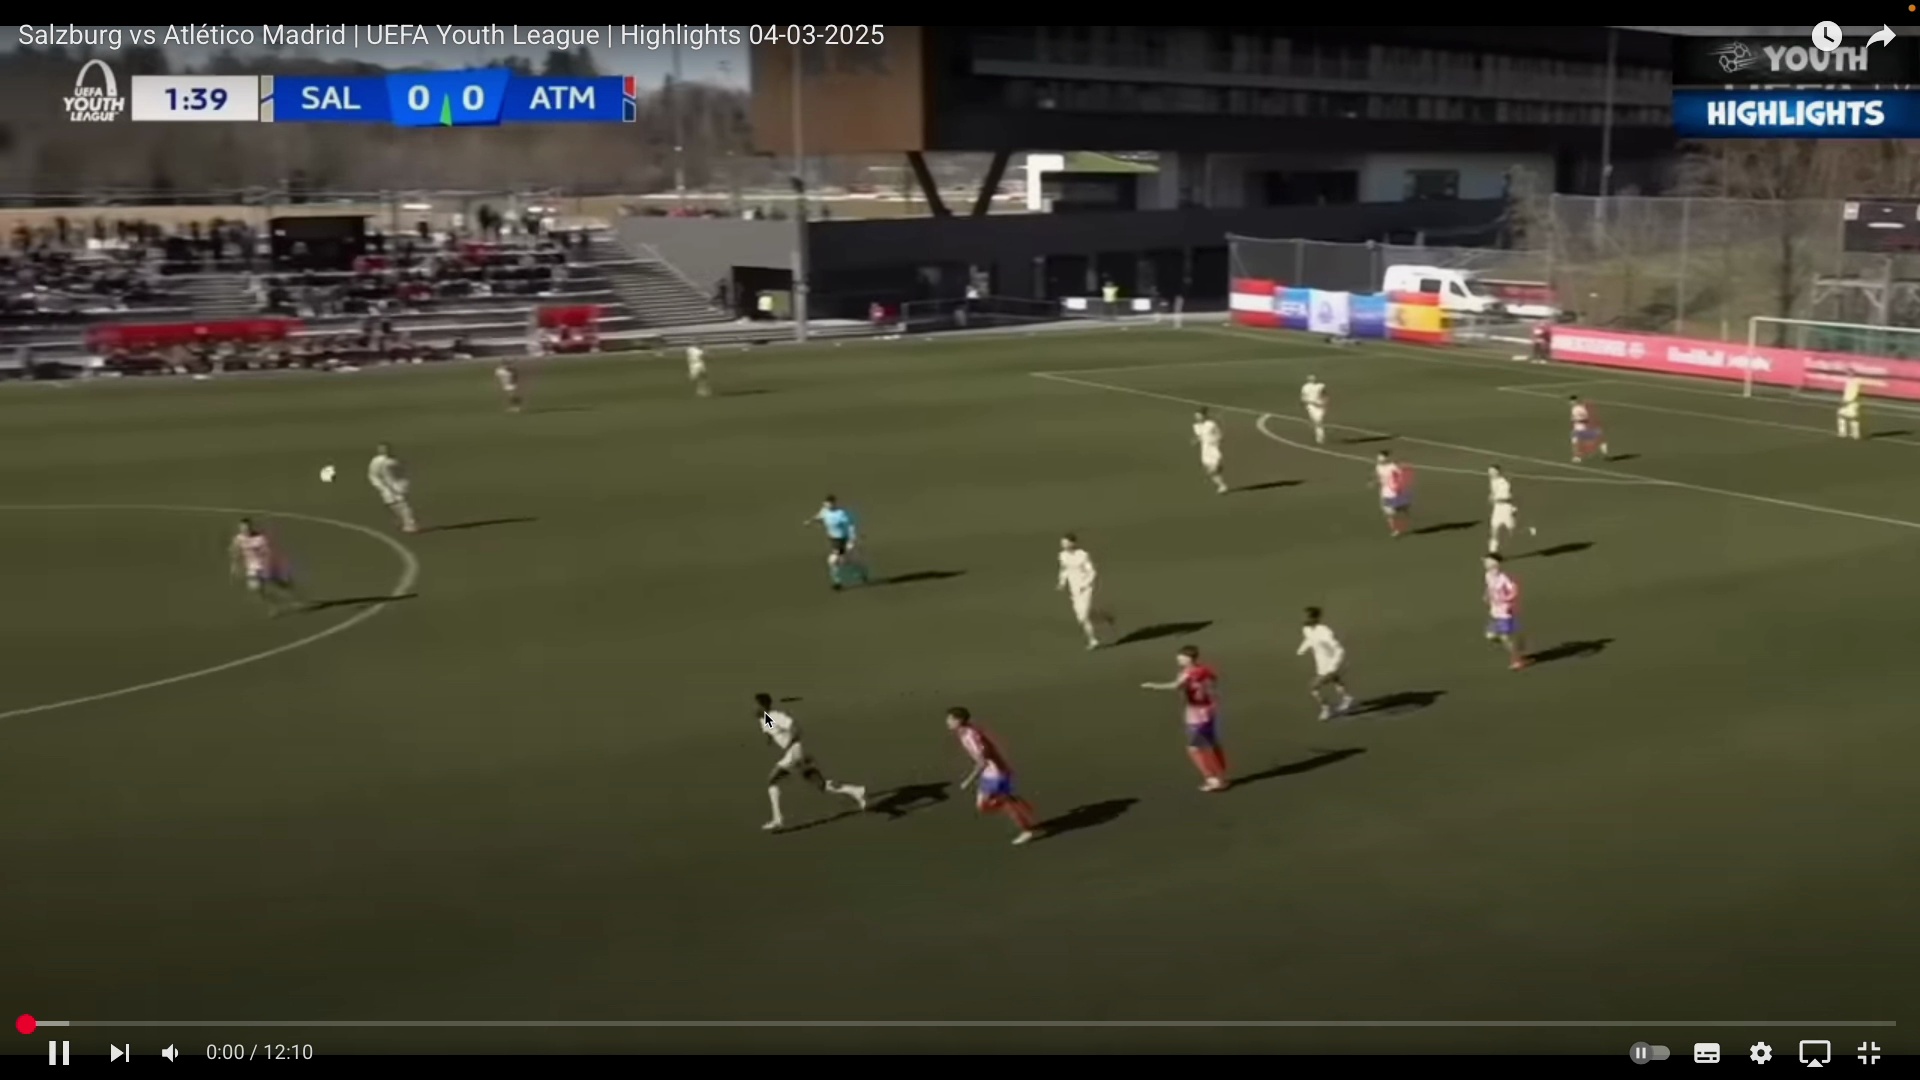 Salzburg vs Atlético Madrid | UEFA Youth League | Highlights 04-03-2025
UEFA
YOUTH
LEAGUE
1:39 SAL 0 0 ATM
YOUTH
HIGHLIGHTS
UEFA
0:00 / 12:10